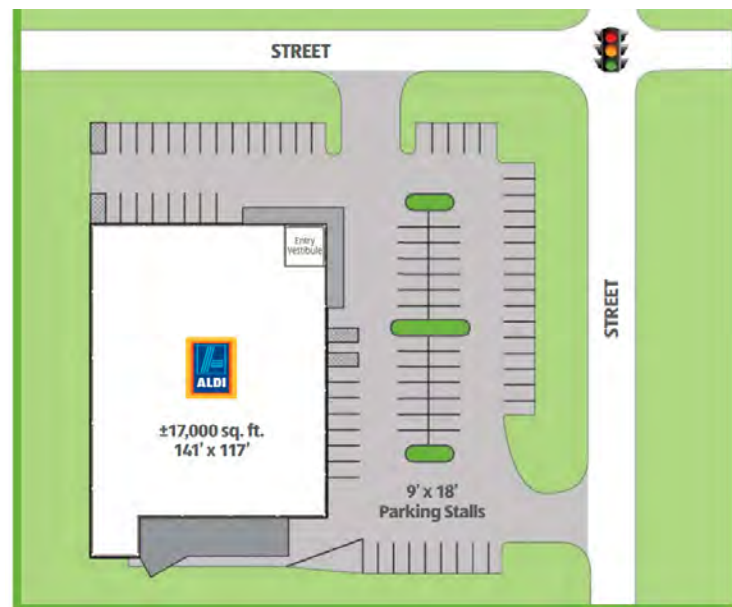 STREET
Entry
Vestibule
STREET
ALDI
±17,000 sq. ft.
141' x 117'
9' x 18'
Parking Stalls